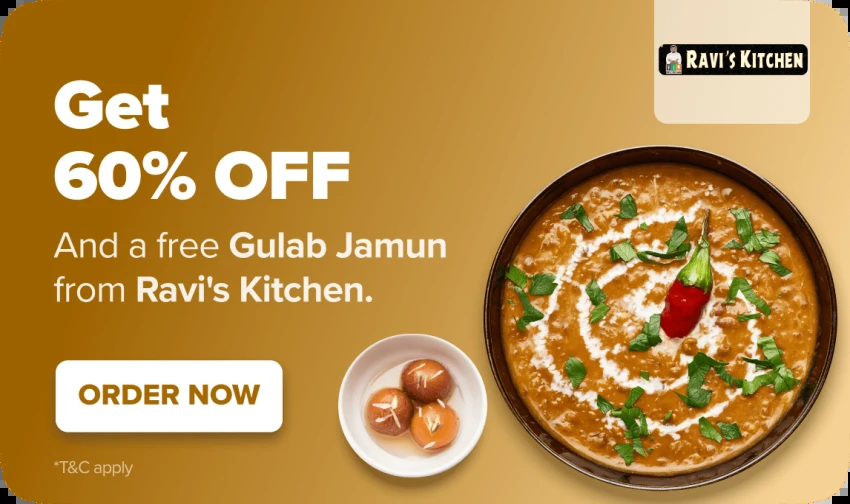 RAVI'S KITCHEN
Get
60% OFF
And a free Gulab Jamun
from Ravi's Kitchen.
ORDER NOW
*T&C apply